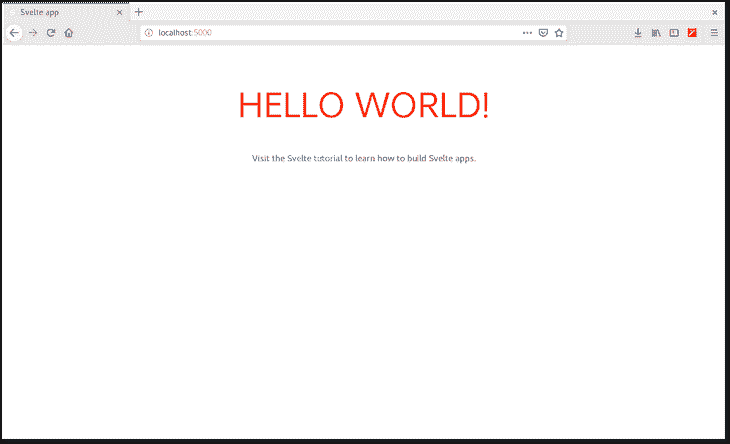 Svelte app
localhost:5000
HELLO WORLD!
Visit the Svelte tutorial to learn how to build Svelte apps.